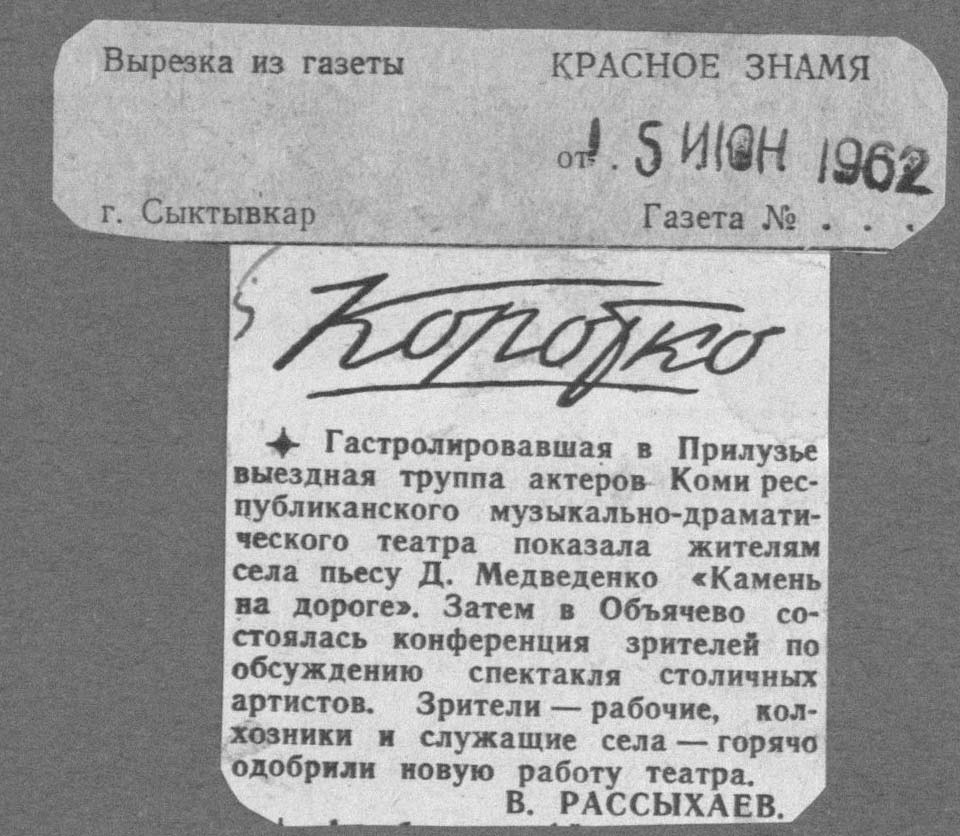 Вырезка из газеты КРАСНОЕ ЗНАМЯ
от 15 ИЮН 1962
г. Сыктывкар Газета № . . .
Коротко
Гастролировавшая в Прилузье
выездная труппа актеров Коми рес-
публиканского музыкально-драмати-
ческого театра показала жителям
села пьесу Д. Медведенко «Камень
на дороге». Затем в Объячево со-
стоялась конференция зрителей по
обсуждению спектакля столичных
артистов. Зрители — рабочие, кол-
хозники и служащие села — горячо
одобрили новую работу театра.
В. РАССЫХАЕВ.